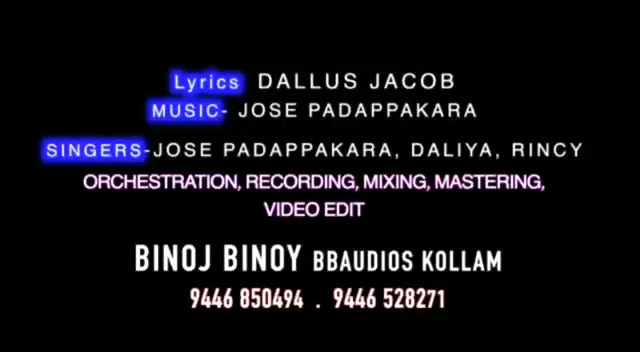 Lyrics DALLUS JACOB
MUSIC- JOSE PADAPPAKARA
SINGERS-JOSE PADAPPAKARA, DALIYA, RINCY
ORCHESTRATION, RECORDING, MIXING, MASTERING,
VIDEO EDIT
BINOJ BINOY BBAUDIOS KOLLAM
9446 850494 . 9446 528271